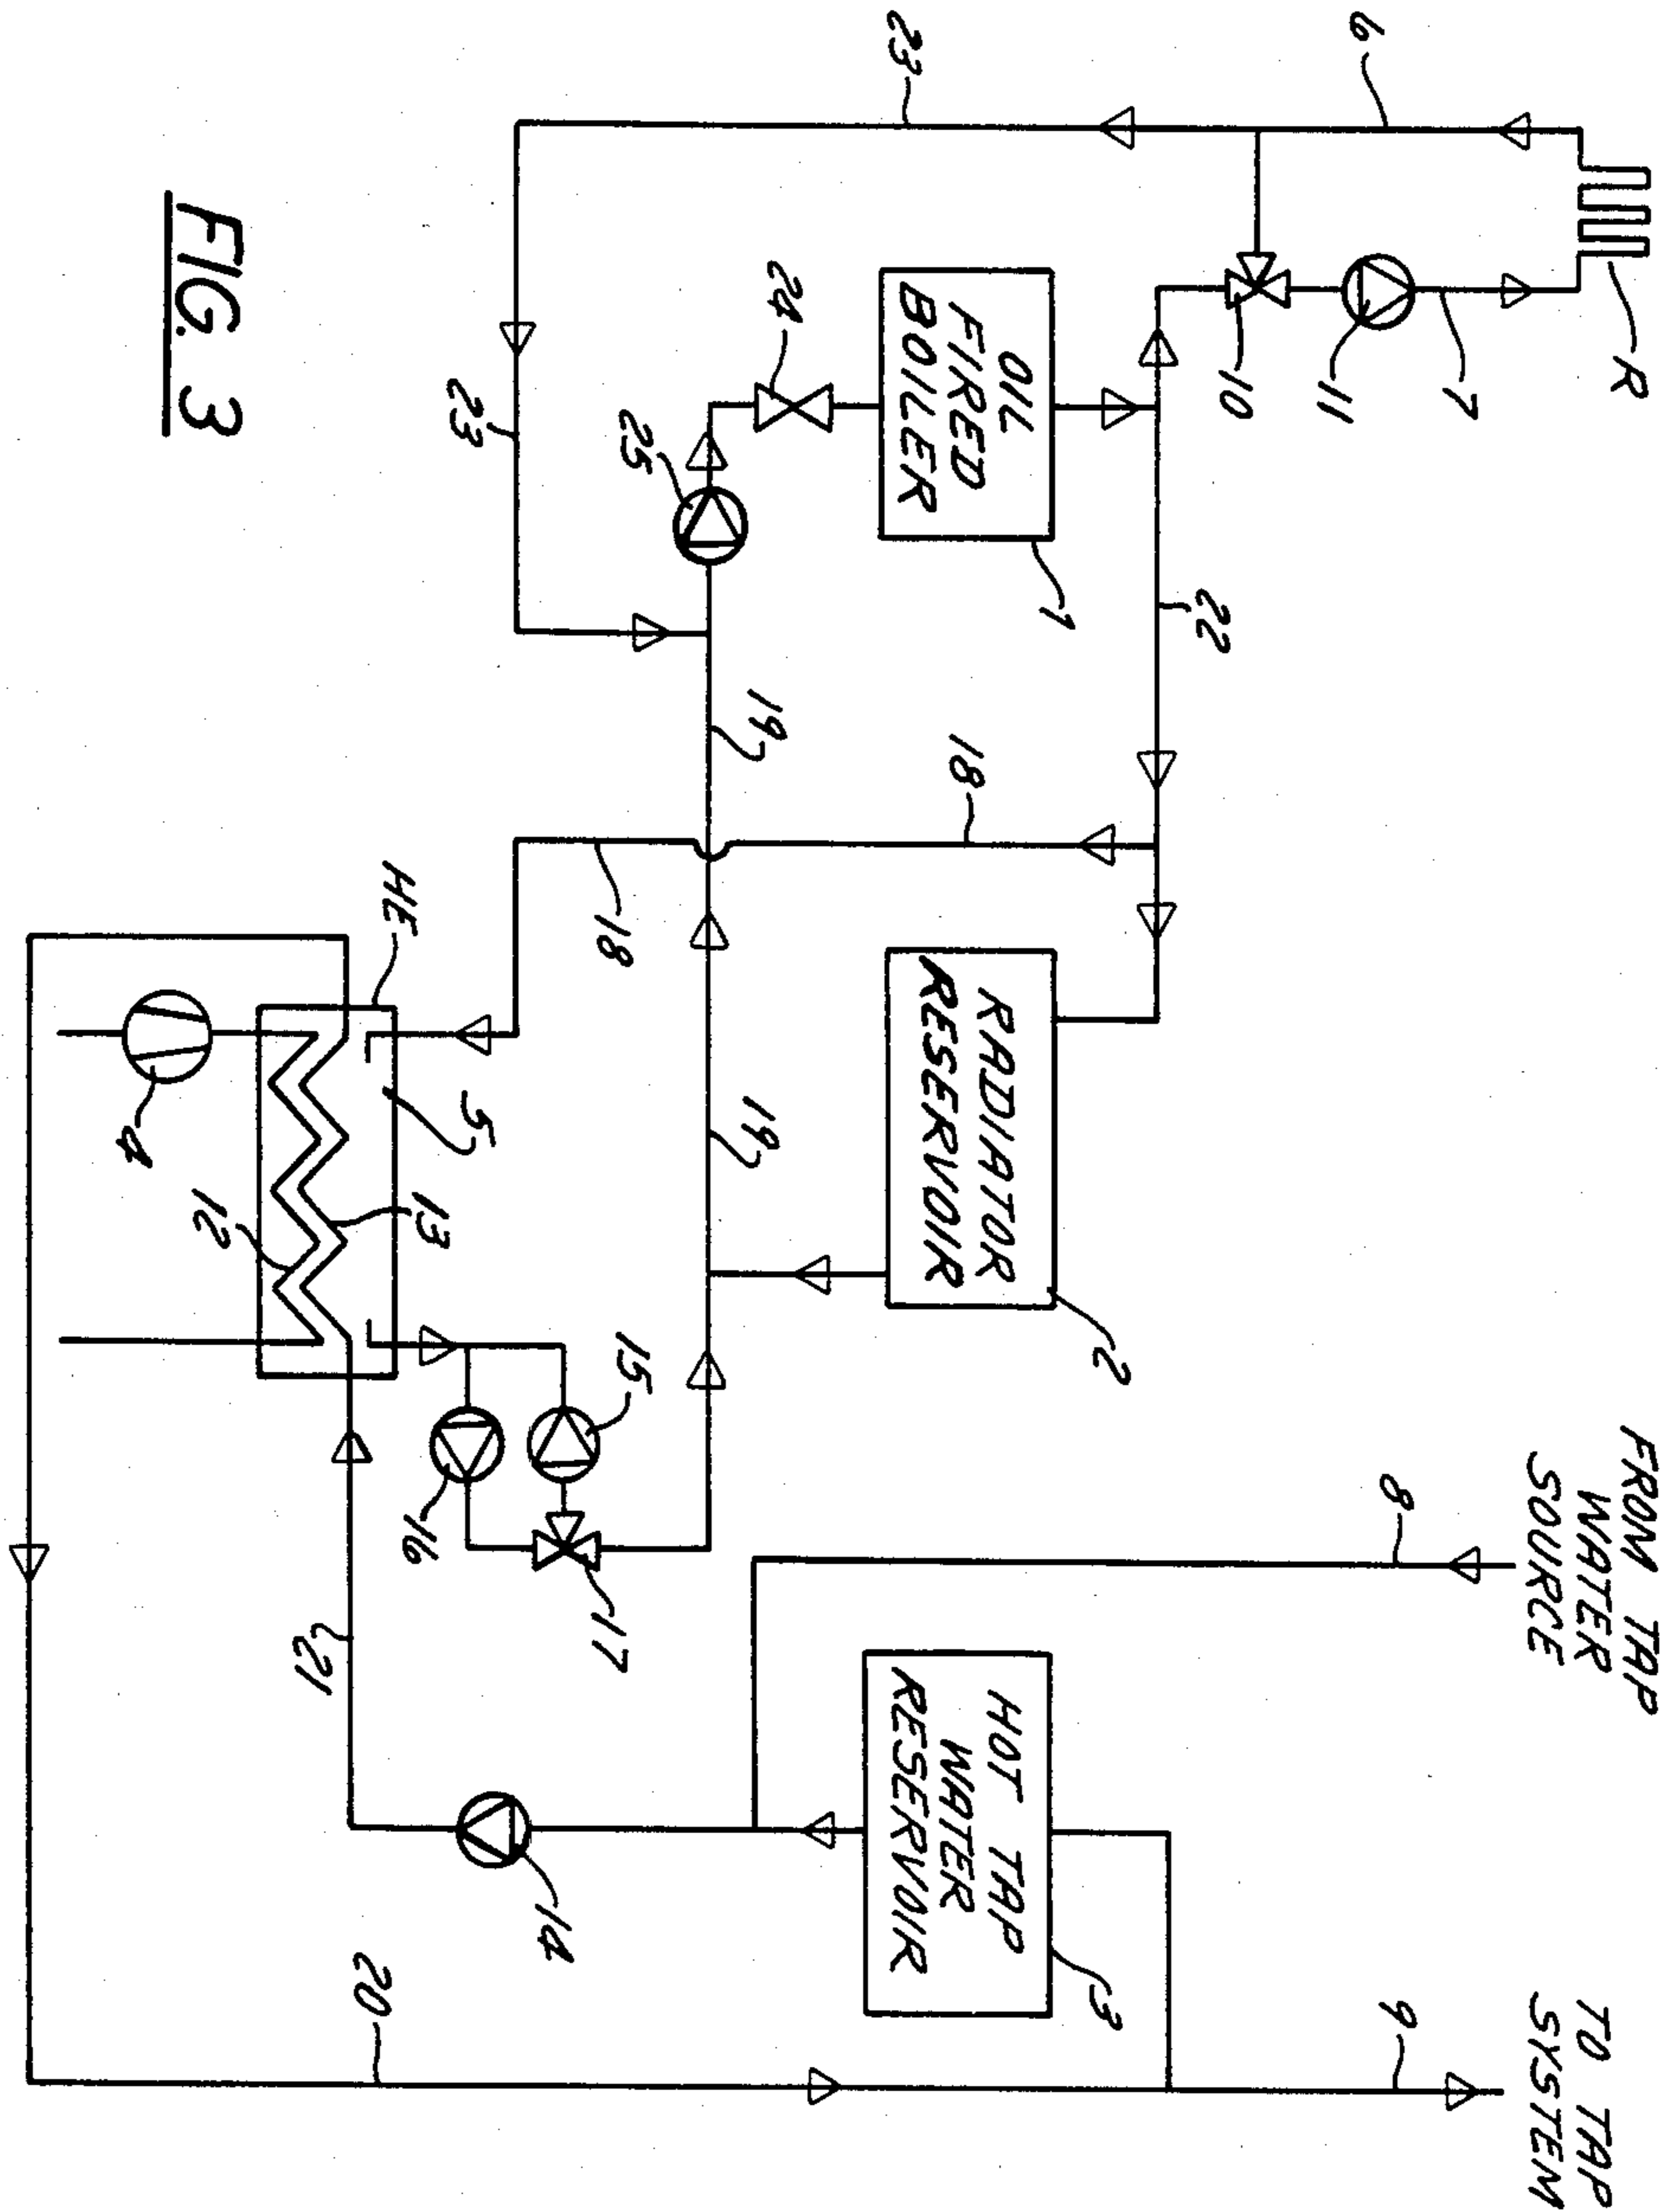 R
6
7
11
10
23
22
OIL
FIRED
BOILER
1
24
25
23
19
18
18
RADIATOR
RESERVOIR
2
19
HE
5
4
12
13
15
16
17
FROM TAP
WATER
SOURCE
8
HOT TAP
WATER
RESERVOIR
3
TO TAP
SYSTEM
9
21
14
20
FIG. 3